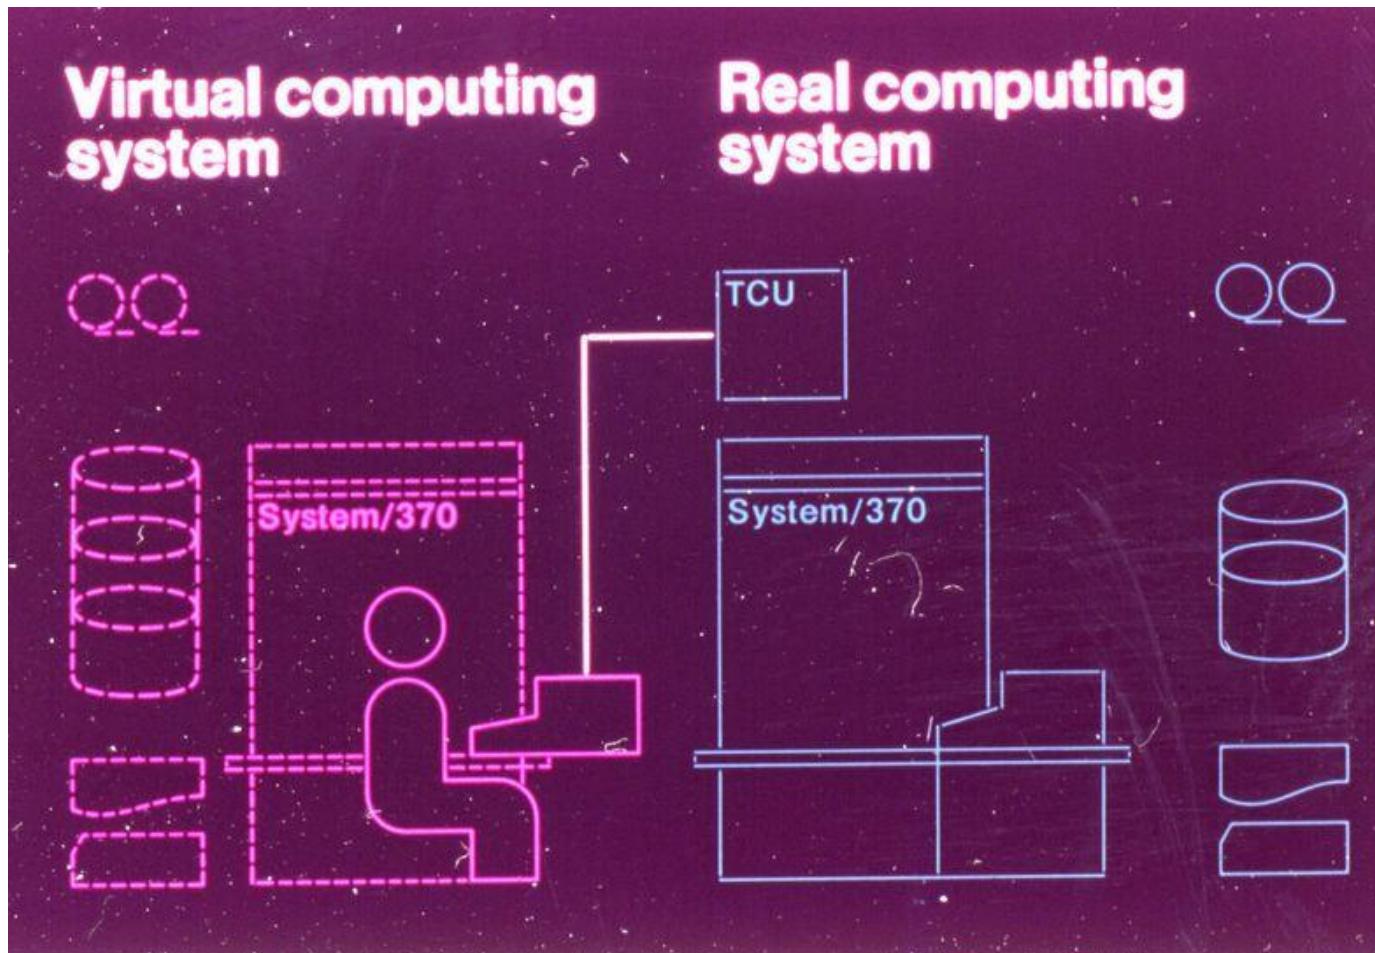 Virtual computing
system
Real computing
system
TCU
System/370
System/370